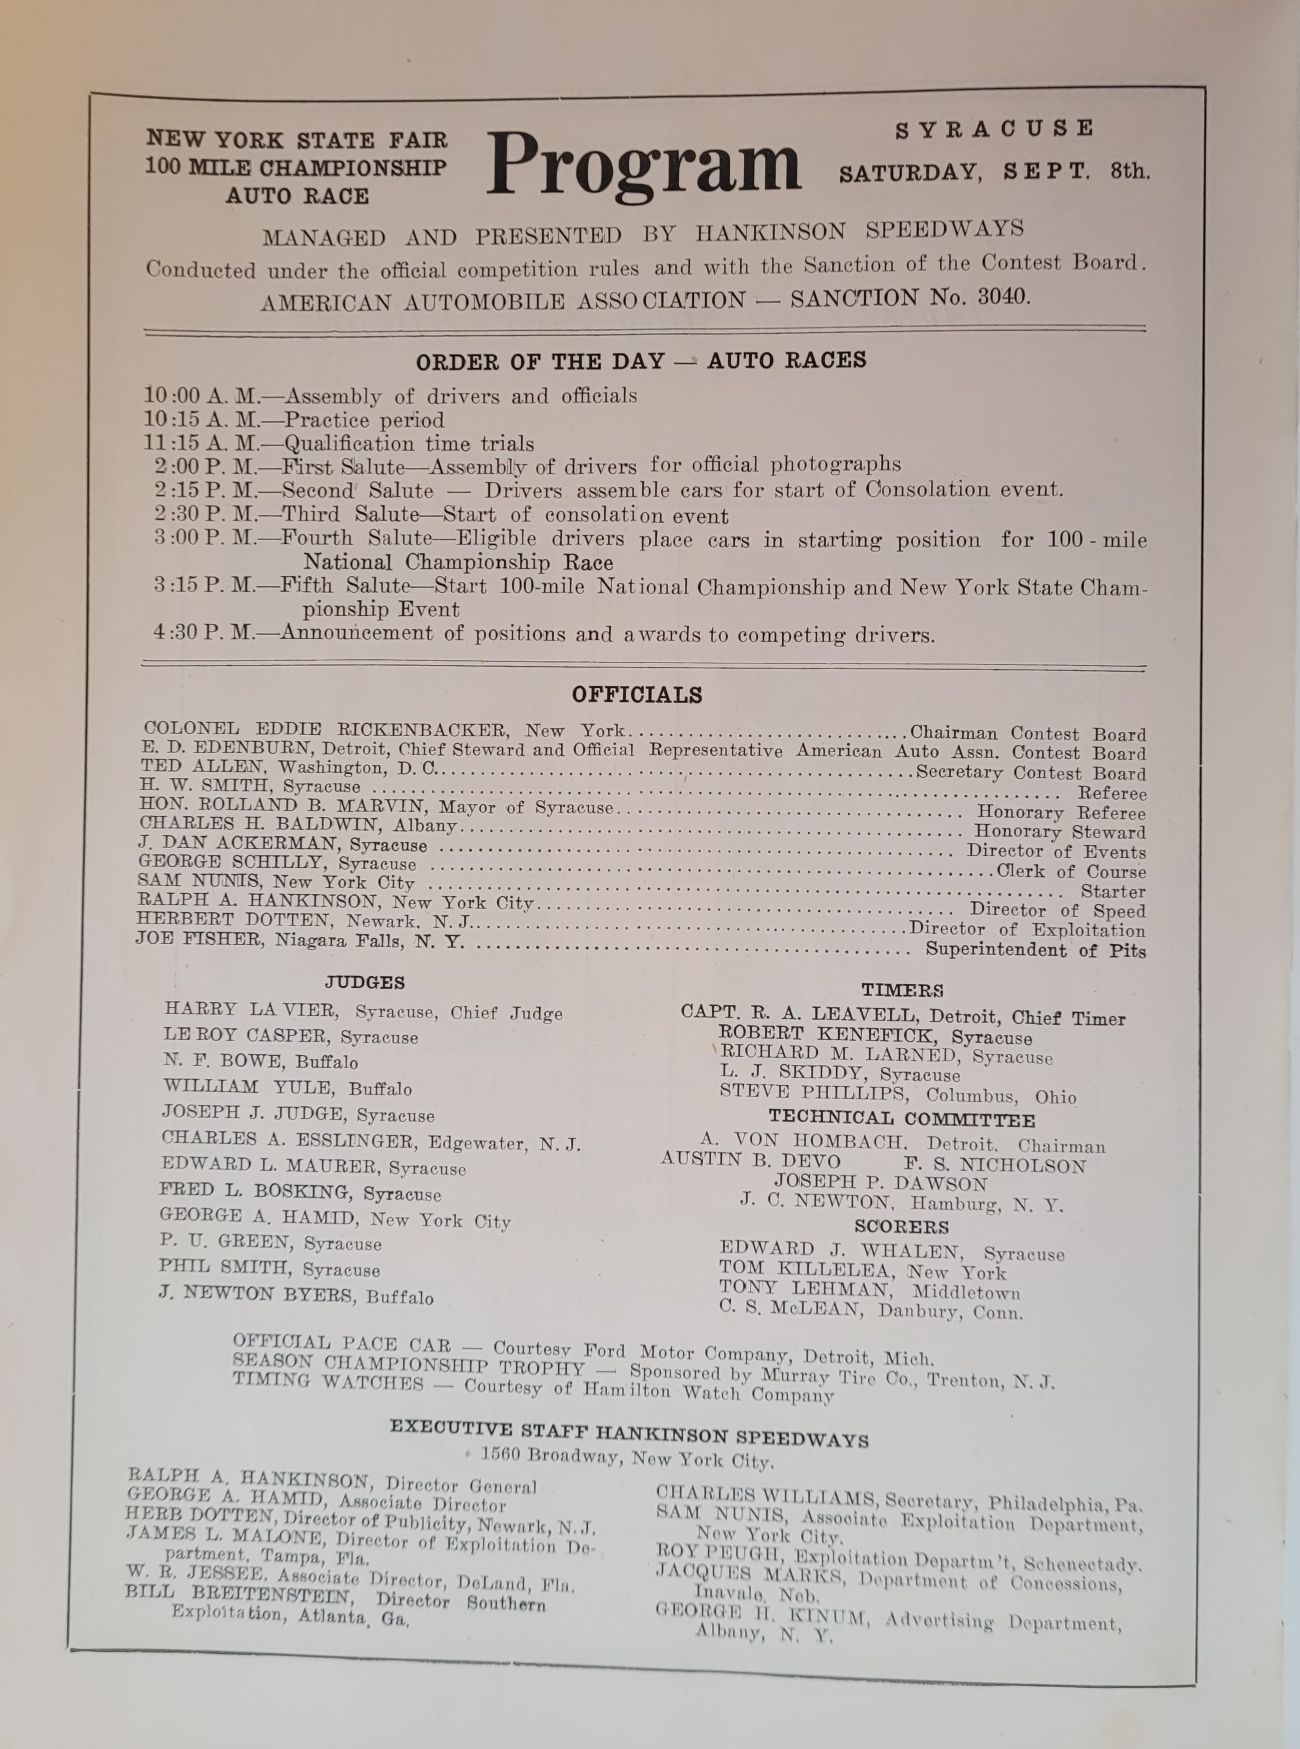 NEW YORK STATE FAIR
100 MILE CHAMPIONSHIP
AUTO RACE
Program
SYRACUSE
SATURDAY, SEPT. 8th.
MANAGED AND PRESENTED BY HANKINSON SPEEDWAYS
Conducted under the official competition rules and with the Sanction of the Contest Board.
AMERICAN AUTOMOBILE ASSOCIATION — SANCTION No. 3040.
ORDER OF THE DAY — AUTO RACES
10:00 A. M.—Assembly of drivers and officials
10:15 A. M.—Practice period
11:15 A. M.—Qualification time trials
2:00 P. M.—First Salute—Assembly of drivers for official photographs
2:15 P. M.—Second Salute — Drivers assemble cars for start of Consolation event.
2:30 P. M.—Third Salute—Start of consolation event
3:00 P. M.—Fourth Salute—Eligible drivers place cars in starting position for 100-mile
National Championship Race
3:15 P. M.—Fifth Salute—Start 100-mile National Championship and New York State Cham-
pionship Event
4:30 P. M.—Announcement of positions and awards to competing drivers.
OFFICIALS
COLONEL EDDIE RICKENBACKER, New York..............................Chairman Contest Board
E. D. EDENBURN, Detroit, Chief Steward and Official Representative American Auto Assn. Contest Board
TED ALLEN, Washington, D. C..................................................Secretary Contest Board
H. W. SMITH, Syracuse .................................................................. Referee
HON. ROLLAND B. MARVIN, Mayor of Syracuse................................. Honorary Referee
CHARLES H. BALDWIN, Albany.................................................. Honorary Steward
J. DAN ACKERMAN, Syracuse .................................................. Director of Events
GEORGE SCHILLY, Syracuse .......................................................Clerk of Course
SAM NUNIS, New York City .............................................................. Starter
RALPH A. HANKINSON, New York City......................................... Director of Speed
HERBERT DOTTEN, Newark, N. J..........................................Director of Exploitation
JOE FISHER, Niagara Falls, N. Y. .......................................... Superintendent of Pits
JUDGES
HARRY LA VIER, Syracuse, Chief Judge
LE ROY CASPER, Syracuse
N. F. BOWE, Buffalo
WILLIAM YULE, Buffalo
JOSEPH J. JUDGE, Syracuse
CHARLES A. ESSLINGER, Edgewater, N. J.
EDWARD L. MAURER, Syracuse
FRED L. BOSKING, Syracuse
GEORGE A. HAMID, New York City
P. U. GREEN, Syracuse
PHIL SMITH, Syracuse
J. NEWTON BYERS, Buffalo
TIMERS
CAPT. R. A. LEAVELL, Detroit, Chief Timer
ROBERT KENEFICK, Syracuse
RICHARD M. LARNED, Syracuse
L. J. SKIDDY, Syracuse
STEVE PHILLIPS, Columbus, Ohio
TECHNICAL COMMITTEE
A. VON HOMBACH, Detroit, Chairman
AUSTIN B. DEVO F. S. NICHOLSON
JOSEPH P. DAWSON
J. C. NEWTON, Hamburg, N. Y.
SCORERS
EDWARD J. WHALEN, Syracuse
TOM KILLELEA, New York
TONY LEHMAN, Middletown
C. S. McLEAN, Danbury, Conn.
OFFICIAL PACE CAR — Courtesy Ford Motor Company, Detroit, Mich.
SEASON CHAMPIONSHIP TROPHY — Sponsored by Murray Tire Co., Trenton, N. J.
TIMING WATCHES — Courtesy of Hamilton Watch Company
EXECUTIVE STAFF HANKINSON SPEEDWAYS
1560 Broadway, New York City.
RALPH A. HANKINSON, Director General
GEORGE A. HAMID, Associate Director
HERB DOTTEN, Director of Publicity, Newark, N. J.
JAMES L. MALONE, Director of Exploitation De-
partment, Tampa, Fla.
W. R. JESSEE, Associate Director, DeLand, Fla.
BILL BREITENSTEIN, Director Southern
Exploitation, Atlanta, Ga.
CHARLES WILLIAMS, Secretary, Philadelphia, Pa.
SAM NUNIS, Associate Exploitation Department,
New York City.
ROY PEUGH, Exploitation Departm't, Schenectady.
JACQUES MARKS, Department of Concessions,
Inavale, Neb.
GEORGE H. KINUM, Advertising Department,
Albany, N. Y.